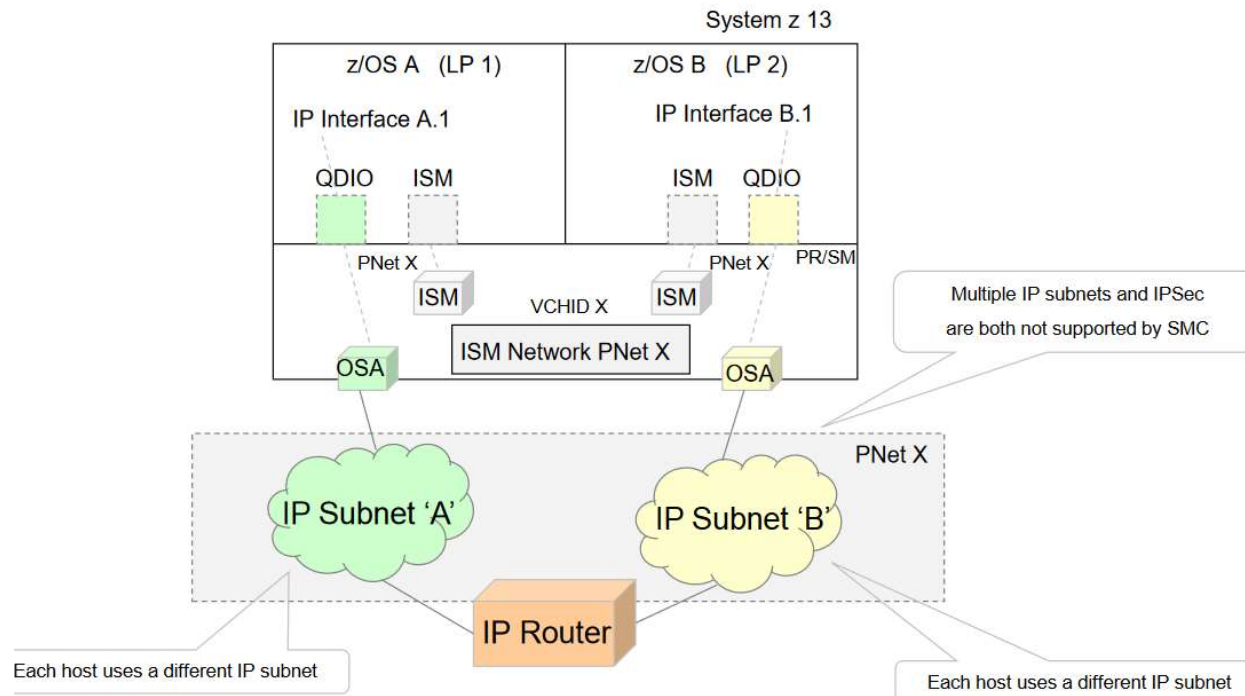 System z 13
z/OS A (LP 1)
z/OS B (LP 2)
IP Interface A.1
IP Interface B.1
QDIO
ISM
ISM
QDIO
PNet X
PNet X
PR/SM
ISM
ISM
VCHID X
ISM Network PNet X
OSA
OSA
Multiple IP subnets and IPSec
are both not supported by SMC
PNet X
IP Subnet ‘A’
IP Subnet ‘B’
IP Router
Each host uses a different IP subnet
Each host uses a different IP subnet